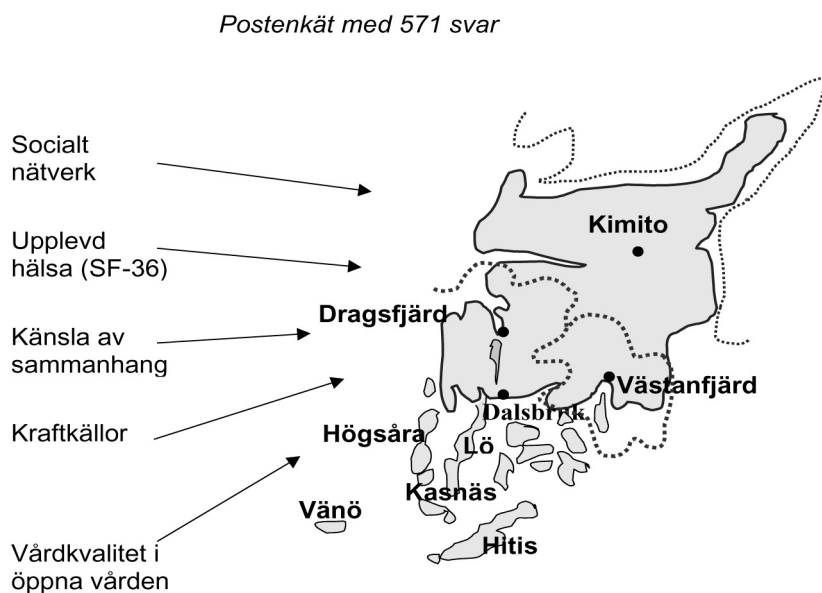 Postenkät med 571 svar
Socialt
nätverk
Upplevd
hälsa (SF-36)
Känsla av
sammanhang
Kraftkällor
Vårdkvalitet i
öppna vården
Kimito
Dragsfjärd
Västanfjärd
Dalsbruk
Högsåra
Lö
Kasnäs
Vänö
Hitis